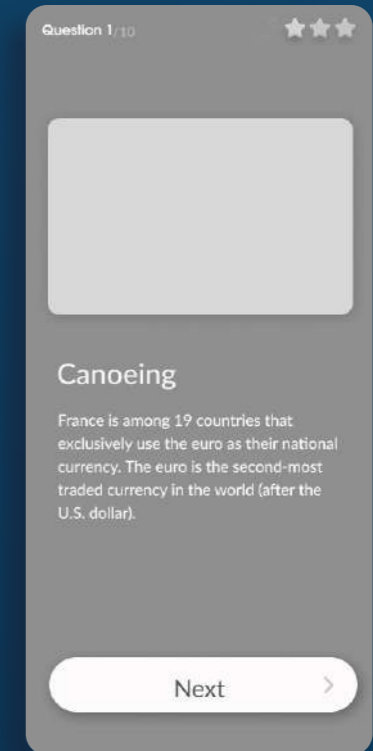 Question 1/10
Canoeing
France is among 19 countries that
exclusively use the euro as their national
currency. The euro is the second-most
traded currency in the world (after the
U.S. dollar).
Next